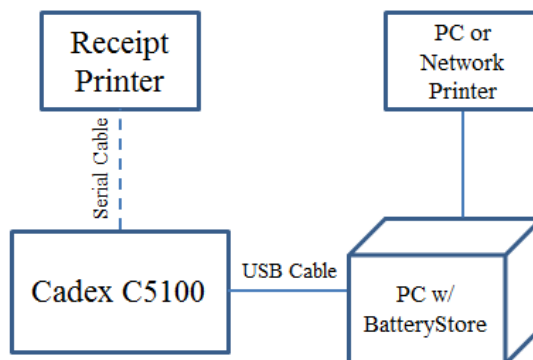 Receipt
Printer
PC or
Network
Printer
Serial Cable
Cadex C5100
USB Cable
PC w/
BatteryStore